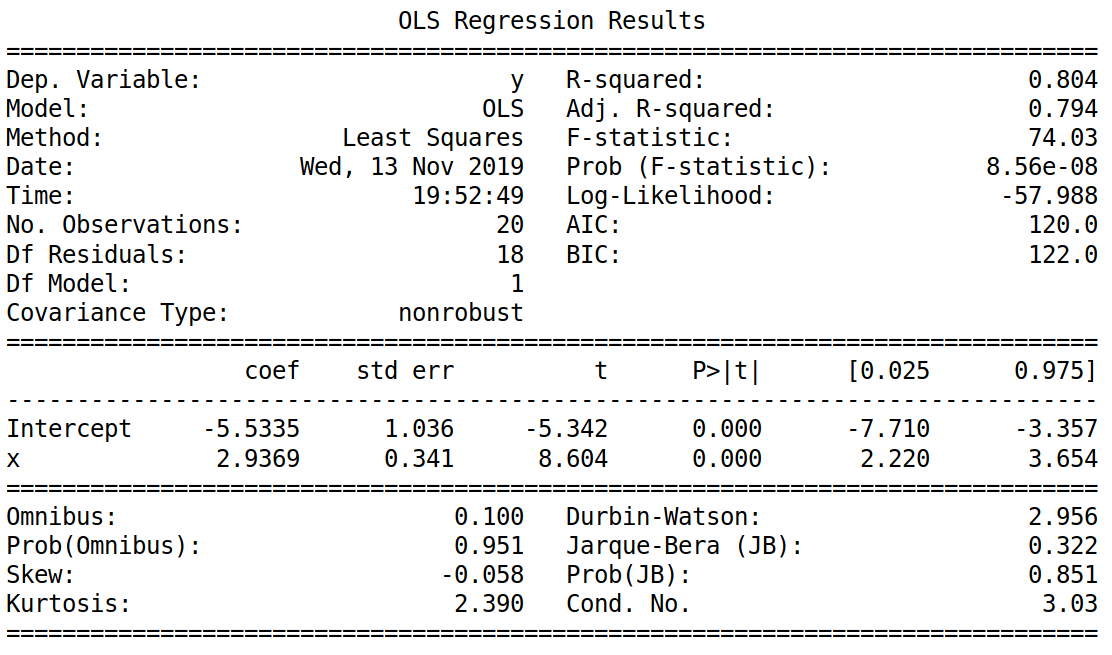 OLS Regression Results
==============================================================================
Dep. Variable:                      y   R-squared:                       0.804
Model:                            OLS   Adj. R-squared:                  0.794
Method:                 Least Squares   F-statistic:                     74.03
Date:                Wed, 13 Nov 2019   Prob (F-statistic):           8.56e-08
Time:                        19:52:49   Log-Likelihood:                -57.988
No. Observations:                  20   AIC:                             120.0
Df Residuals:                      18   BIC:                             122.0
Df Model:                           1
Covariance Type:            nonrobust
==============================================================================
                 coef    std err          t      P>|t|      [0.025      0.975]
------------------------------------------------------------------------------
Intercept     -5.5335      1.036     -5.342      0.000      -7.710      -3.357
x              2.9369      0.341      8.604      0.000       2.220       3.654
==============================================================================
Omnibus:                        0.100   Durbin-Watson:                   2.956
Prob(Omnibus):                  0.951   Jarque-Bera (JB):                0.322
Skew:                          -0.058   Prob(JB):                        0.851
Kurtosis:                       2.390   Cond. No.                         3.03
==============================================================================